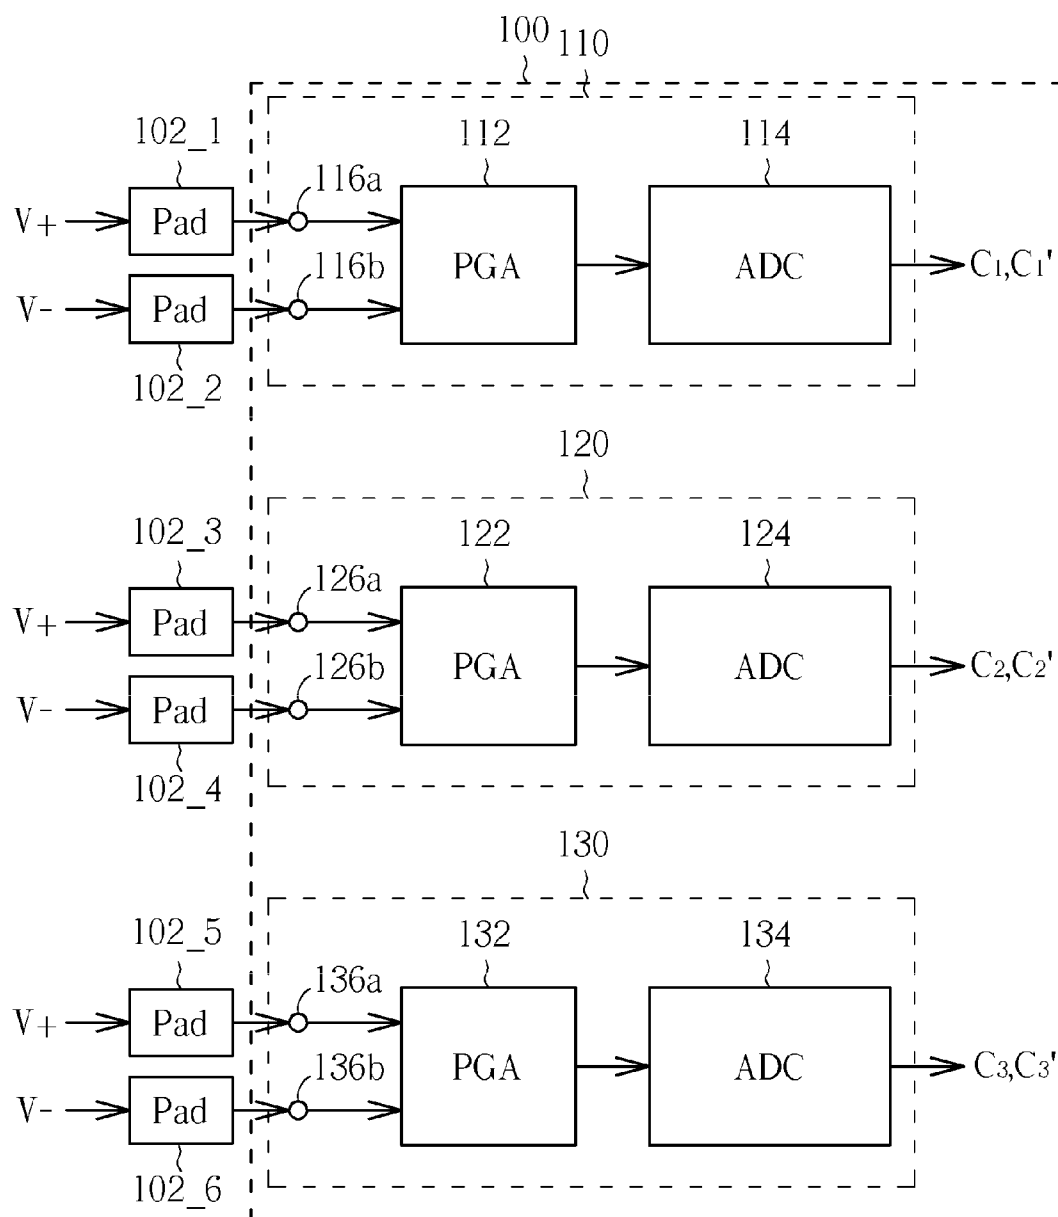 100
110
102_1
112
114
116a
V+
Pad
116b
PGA
ADC
C1,C1'
V-
Pad
102_2
120
102_3
122
124
126a
V+
Pad
126b
PGA
ADC
C2,C2'
V-
Pad
102_4
130
102_5
132
134
136a
V+
Pad
136b
PGA
ADC
C3,C3'
V-
Pad
102_6